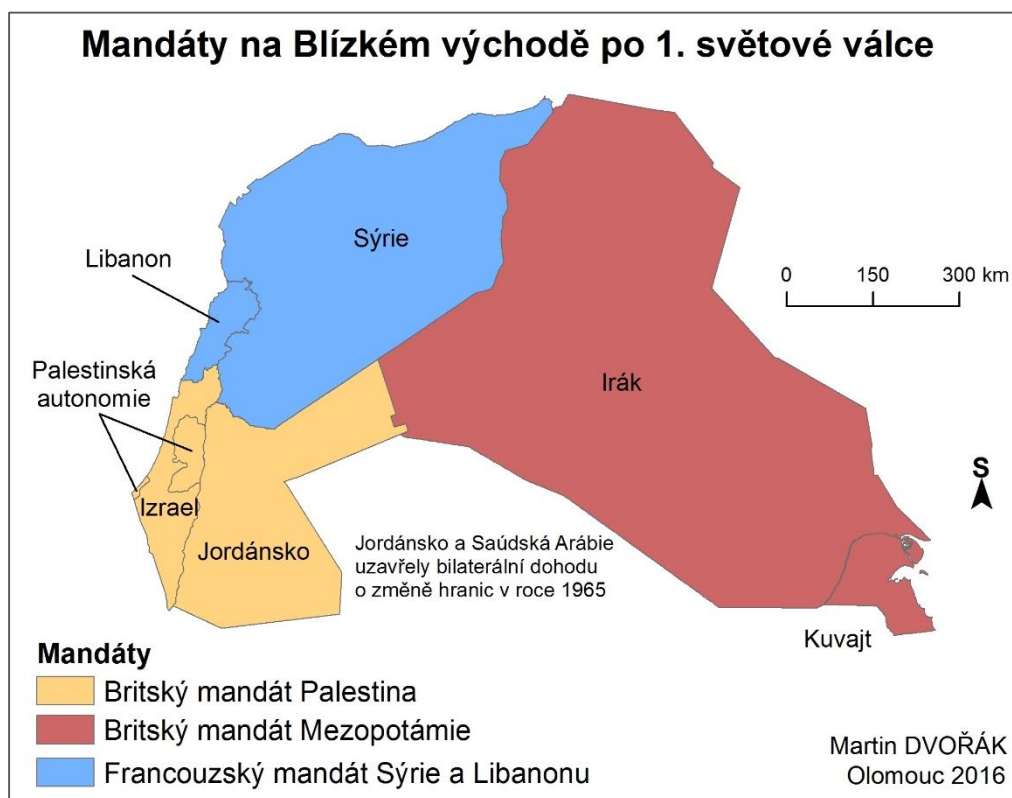 Mandáty na Blízkém východě po 1. světové válce
Sýrie
Libanon
0 150 300 km
Palestinská
autonomie
Irák
S
Izrael
Jordánsko
Jordánsko a Saúdská Arábie
uzavřely bilaterální dohodu
o změně hranic v roce 1965
Kuvajt
Mandáty
Britský mandát Palestina
Britský mandát Mezopotámie
Francouzský mandát Sýrie a Libanonu
Martin DVOŘÁK
Olomouc 2016